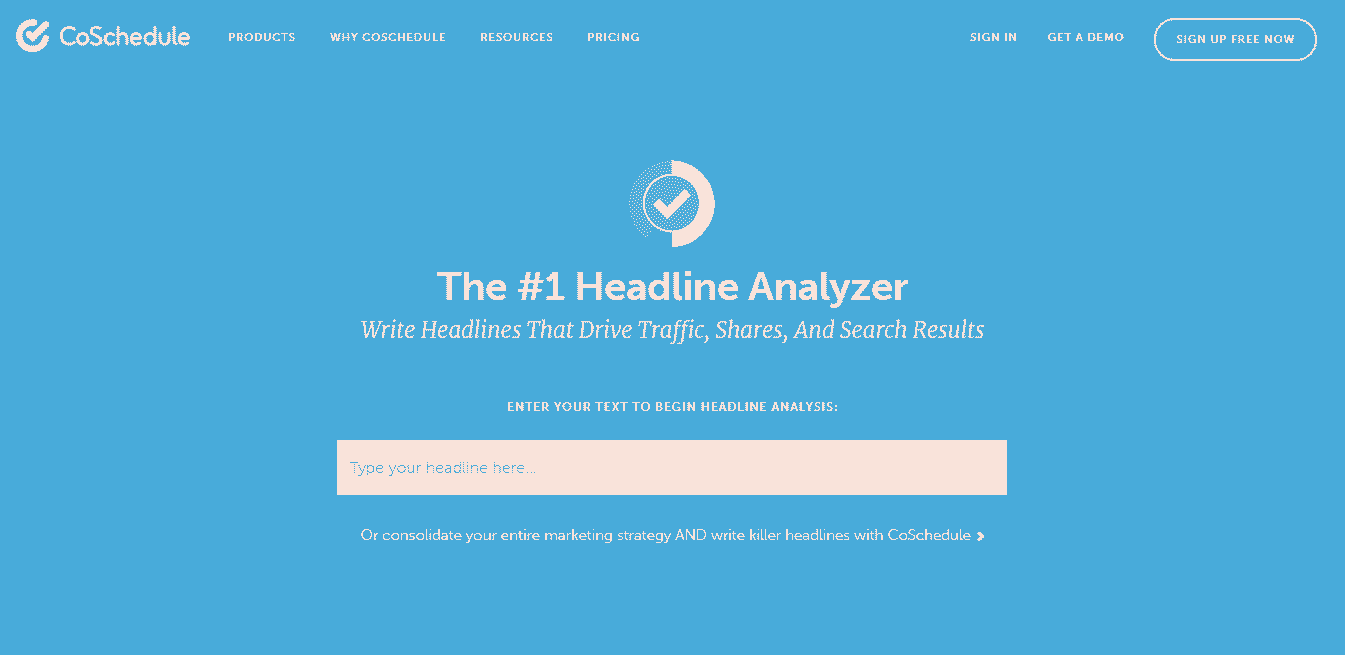 CoSchedule PRODUCTS WHY COSCHEDULE RESOURCES PRICING SIGN IN GET A DEMO SIGN UP FREE NOW
The #1 Headline Analyzer
Write Headlines That Drive Traffic, Shares, And Search Results
ENTER YOUR TEXT TO BEGIN HEADLINE ANALYSIS:
Type your headline here...
Or consolidate your entire marketing strategy AND write killer headlines with CoSchedule